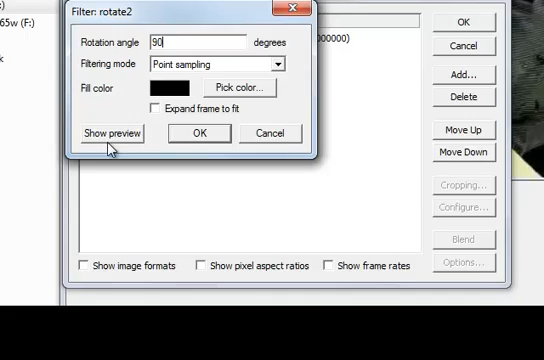 :)
65w (F:)
Filter: rotate2
Rotation angle 90 degrees
Filtering mode Point sampling
Fill color Pick color...
Expand frame to fit
Show preview OK Cancel
000000)
OK
Cancel
Add...
Delete
Move Up
Move Down
Cropping...
Configure...
Blend
Options...
Show image formats Show pixel aspect ratios Show frame rates